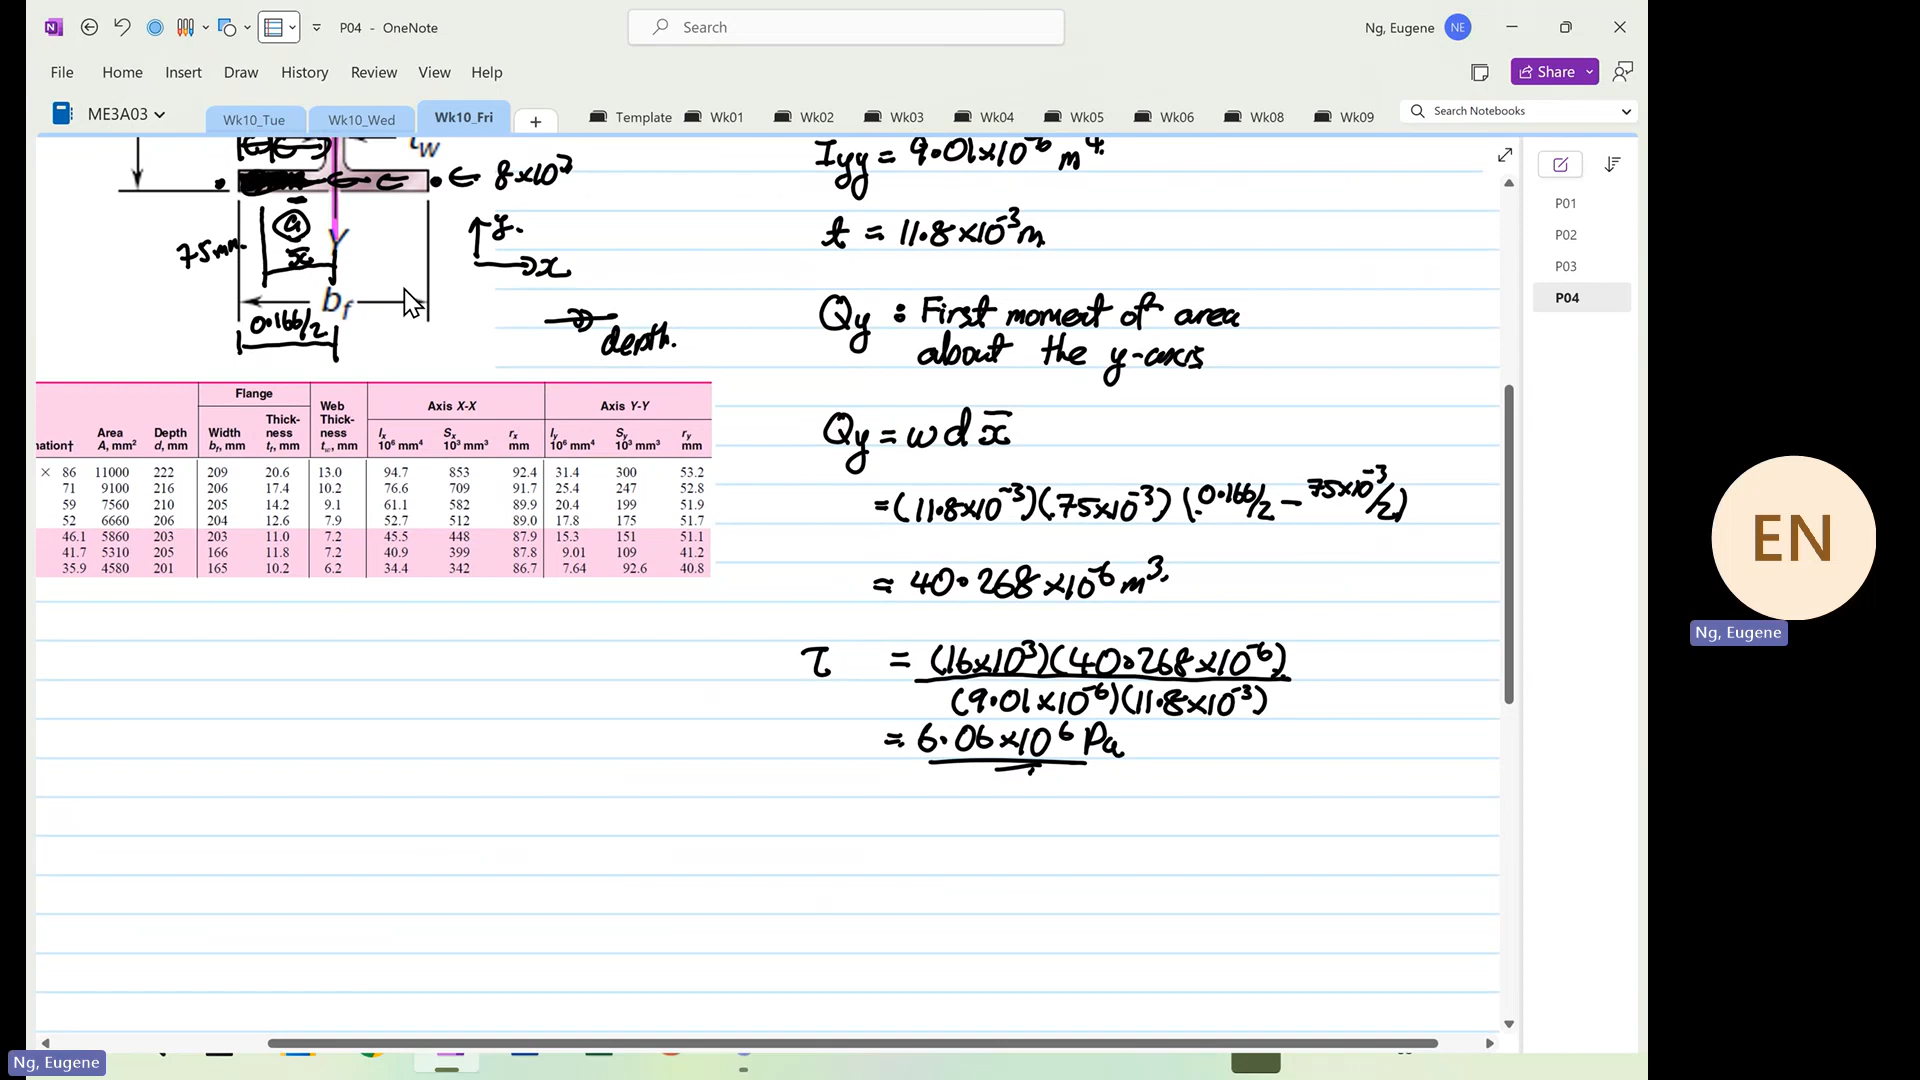 P04 - OneNote
Search
Ng, Eugene
NE
File Home Insert Draw History Review View Help
Share
ME3A03
Wk10_Tue
Wk10_Wed
Wk10_Fri
Template
Wk01
Wk02
Wk03
Wk04
Wk05
Wk06
Wk08
Wk09
Search Notebooks
P01
P02
P03
P04
tw
8×10³
75mm.
a
x̄
Y
y.
x
bf
0.166/2
depth.
Iyy = 9.01×10⁻⁶ m⁴.
t = 11.8×10⁻³m
Qy : First moment of area
about the y-axis
Qy = w d x̄
= (11.8×10⁻³)(75×10⁻³)(0.166/2 − 75×10⁻³/2)
= 40.268×10⁻⁶ m³.
τ = (16×10³)(40.268×10⁻⁶)
(9.01×10⁻⁶)(11.8×10⁻³)
= 6.06×10⁶ Pa
Flange
Axis X-X
Axis Y-Y
nation†
Area A, mm²
Depth d, mm
Width bf, mm
Thick-ness tf, mm
Web Thick-ness tw, mm
Ix 10⁶ mm⁴
Sx 10³ mm³
rx mm
Iy 10⁶ mm⁴
Sy 10³ mm³
ry mm
× 86 11000 222 209 20.6 13.0 94.7 853 92.4 31.4 300 53.2
71 9100 216 206 17.4 10.2 76.6 709 91.7 25.4 247 52.8
59 7560 210 205 14.2 9.1 61.1 582 89.9 20.4 199 51.9
52 6660 206 204 12.6 7.9 52.7 512 89.0 17.8 175 51.7
46.1 5860 203 203 11.0 7.2 45.5 448 87.9 15.3 151 51.1
41.7 5310 205 166 11.8 7.2 40.9 399 87.8 9.01 109 41.2
35.9 4580 201 165 10.2 6.2 34.4 342 86.7 7.64 92.6 40.8
EN
Ng, Eugene
Ng, Eugene